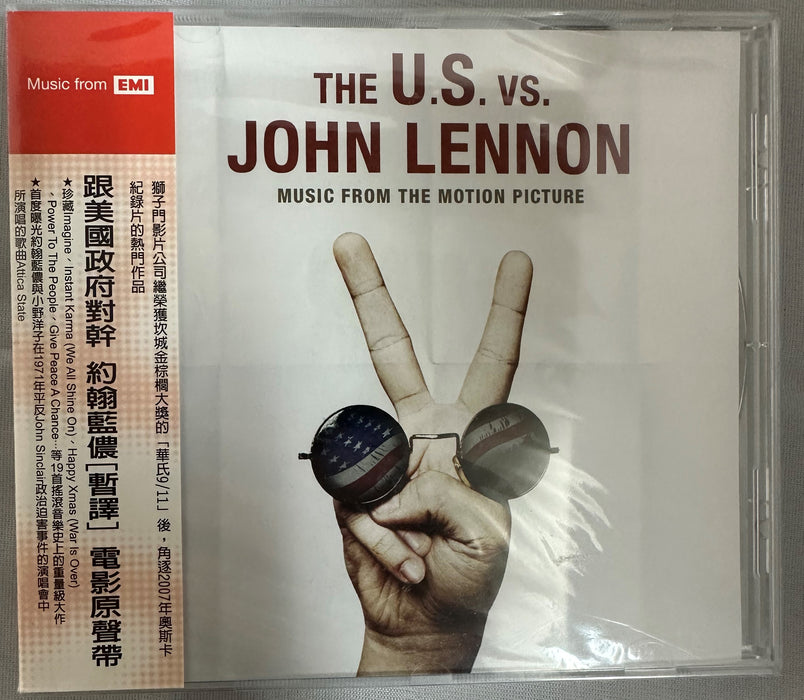 Music from EMI
獅子門影片公司繼榮獲坎城金棕櫚大獎的「華氏9/11」後，角逐2007年奧斯卡
紀錄片的熱門作品
跟美國政府對幹 約翰藍儂[暫譯] 電影原聲帶
★珍藏Imagine、Instant Karma (We All Shine On)、Happy Xmas (War Is Over)
、Power To The People、Give Peace A Chance…等19首搖滾音樂史上的重量級大作
★首度曝光約翰藍儂與小野洋子在1971年平反John Sinclair政治迫害事件的演唱會中
所演唱的歌曲Attica State
THE U.S. VS.
JOHN LENNON
MUSIC FROM THE MOTION PICTURE